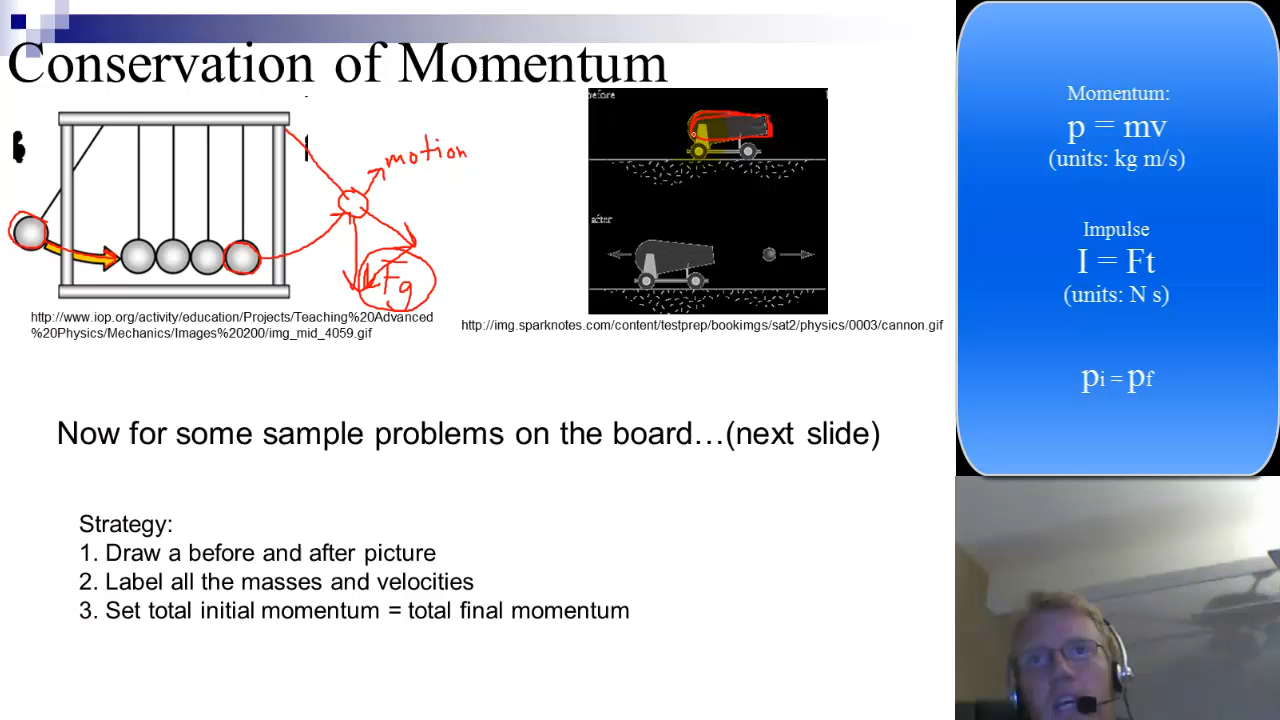 Conservation of Momentum
before
motion
after
Fg
http://www.iop.org/activity/education/Projects/Teaching%20Advanced
%20Physics/Mechanics/Images%20200/img_mid_4059.gif
http://img.sparknotes.com/content/testprep/bookimgs/sat2/physics/0003/cannon.gif
Now for some sample problems on the board…(next slide)
Strategy:
1. Draw a before and after picture
2. Label all the masses and velocities
3. Set total initial momentum = total final momentum
Momentum:
p = mv
(units: kg m/s)
Impulse
I = Ft
(units: N s)
pi = pf